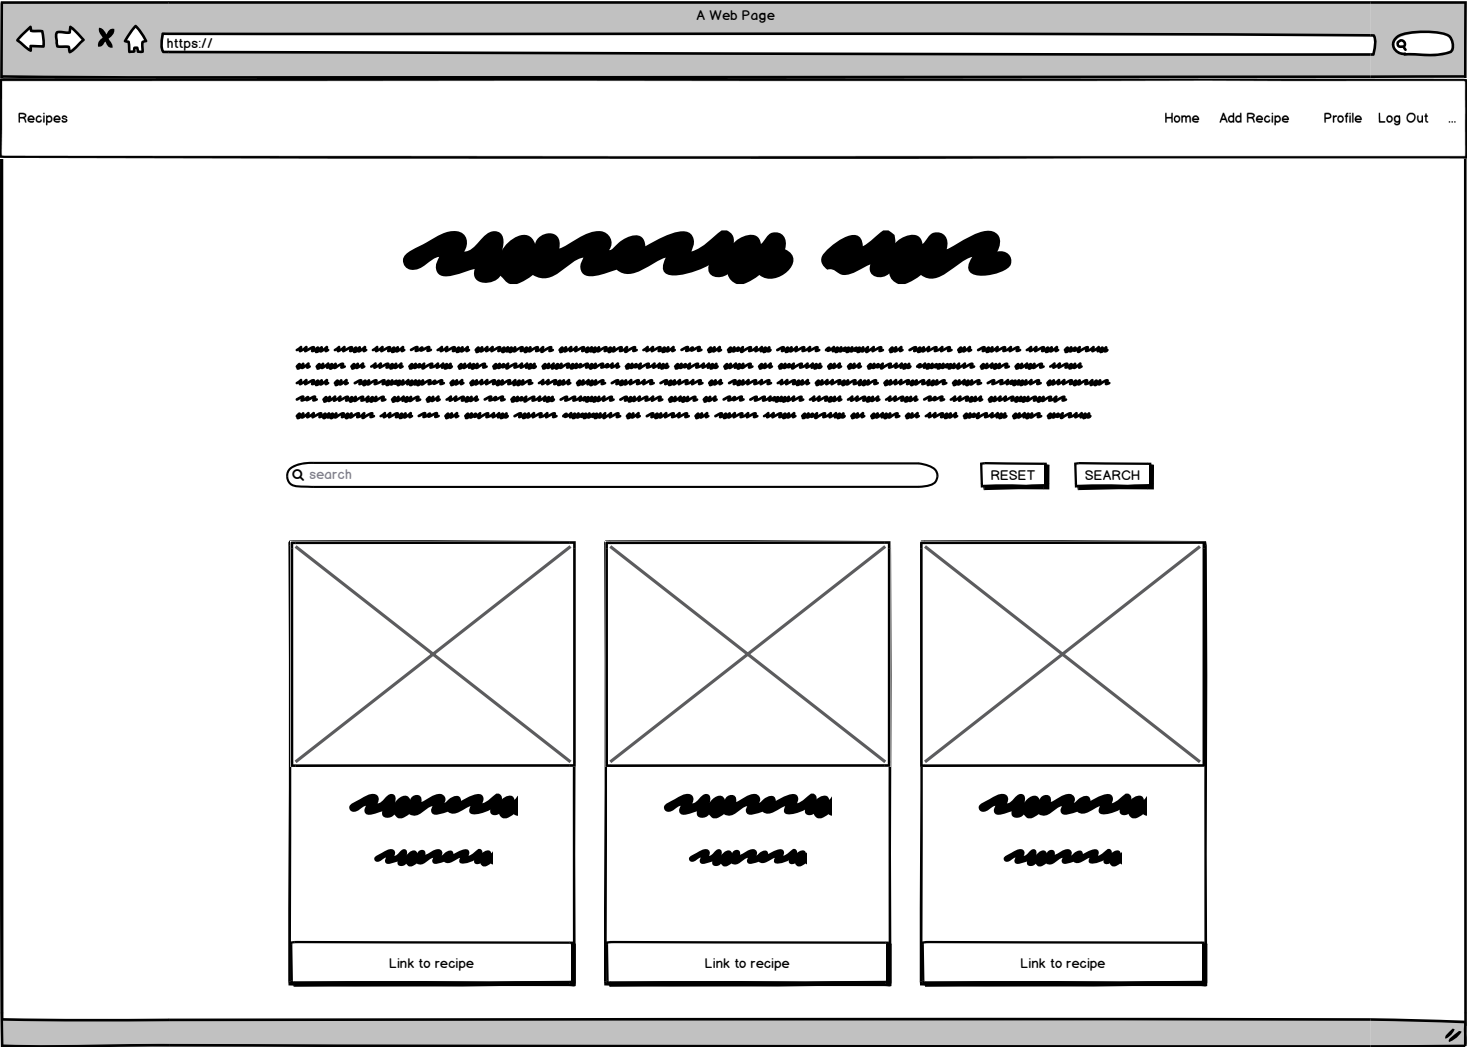 A Web Page
https://
Recipes Home Add Recipe Profile Log Out ...
search RESET SEARCH
Link to recipe Link to recipe Link to recipe